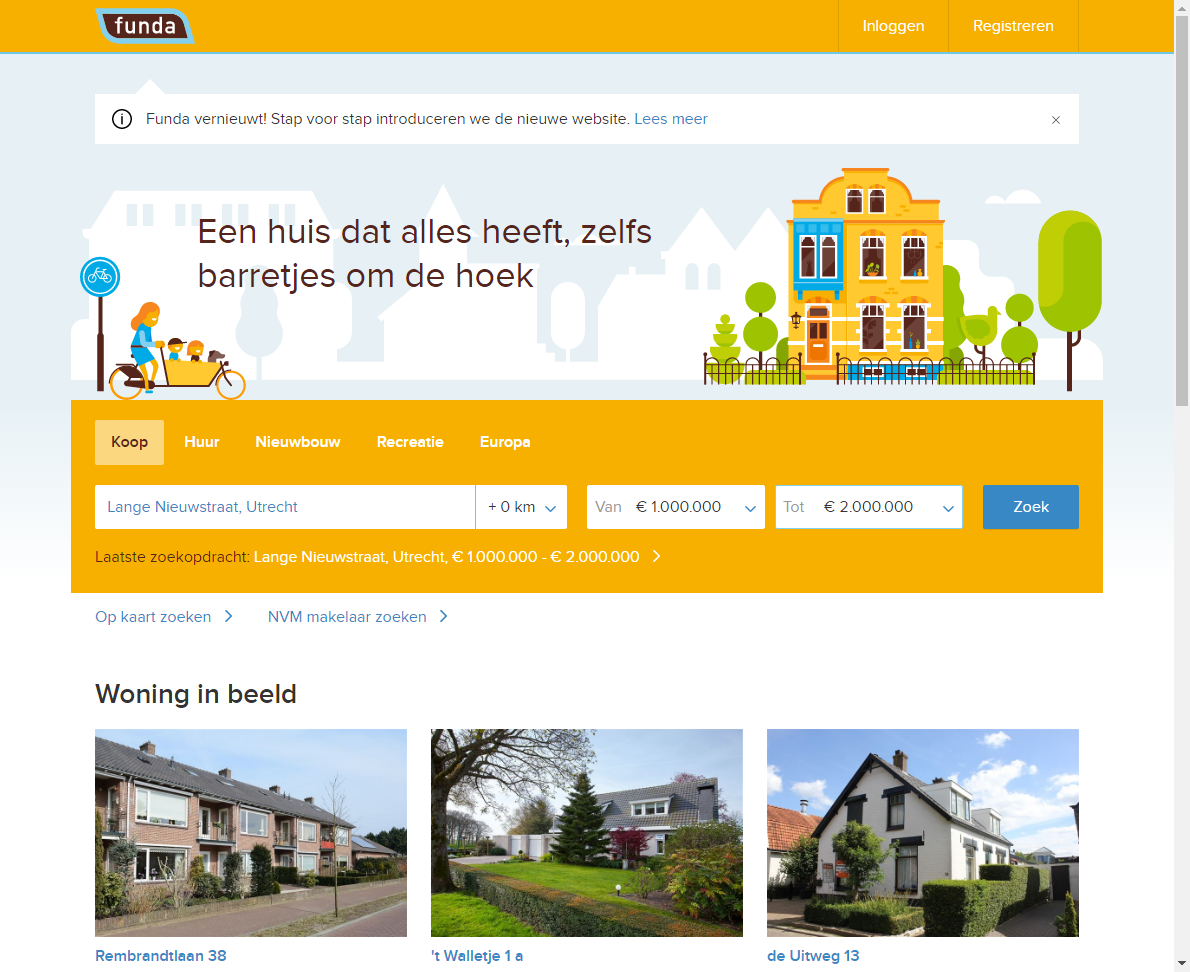 funda
Inloggen
Registreren
Funda vernieuwt! Stap voor stap introduceren we de nieuwe website. Lees meer
Een huis dat alles heeft, zelfs
barretjes om de hoek
Koop
Huur
Nieuwbouw
Recreatie
Europa
Lange Nieuwstraat, Utrecht
+ 0 km
Van € 1.000.000
Tot € 2.000.000
Zoek
Laatste zoekopdracht: Lange Nieuwstraat, Utrecht, € 1.000.000 - € 2.000.000
Op kaart zoeken
NVM makelaar zoeken
Woning in beeld
Rembrandtlaan 38
't Walletje 1 a
de Uitweg 13